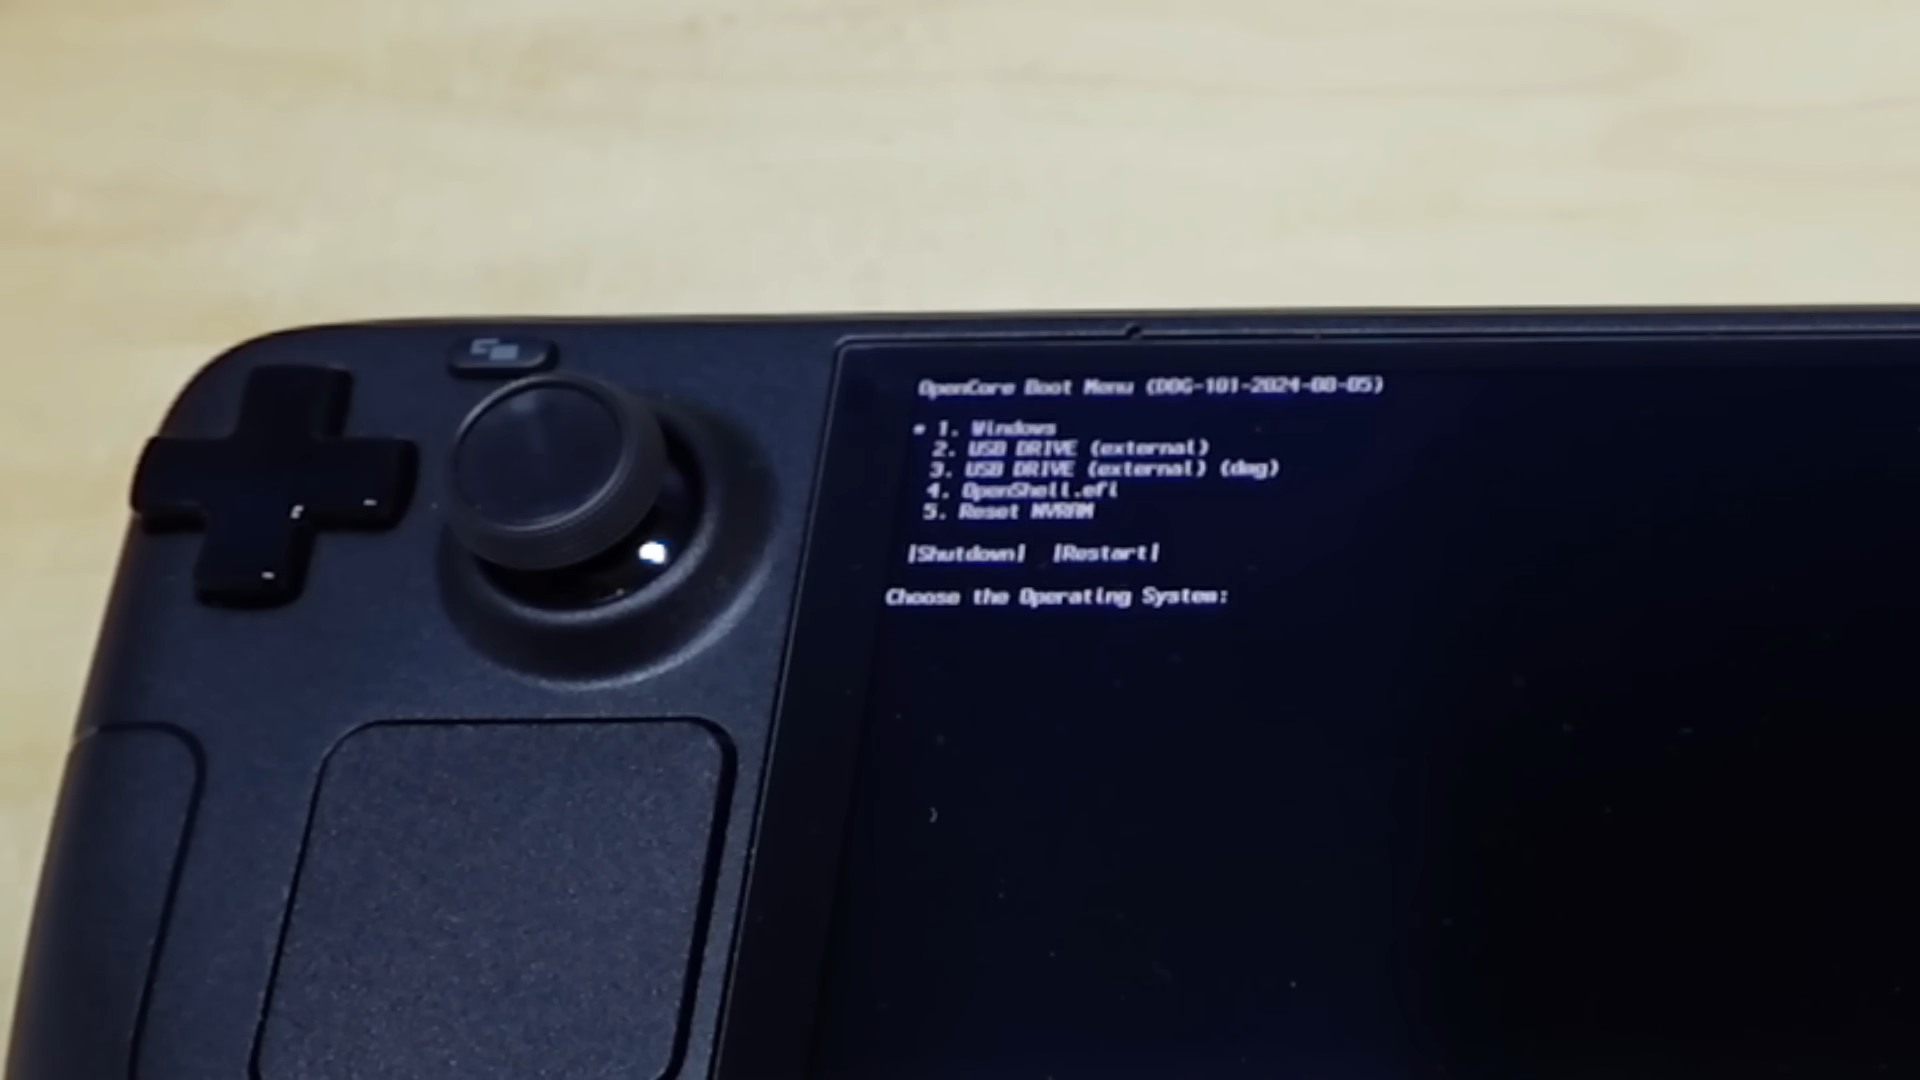 OpenCore Boot Menu (DBG-101-2024-08-05)
* 1. Windows
2. USB DRIVE (external)
3. USB DRIVE (external) (dmg)
4. OpenShell.efi
5. Reset NVRAM
|Shutdown| |Restart|
Choose the Operating System: